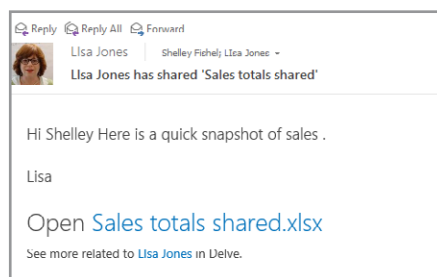 Reply Reply All Forward
LIsa Jones Shelley Fichel; LIsa Jones
LIsa Jones has shared 'Sales totals shared'
Hi Shelley Here is a quick snapshot of sales .
Lisa
Open Sales totals shared.xlsx
See more related to LIsa Jones in Delve.